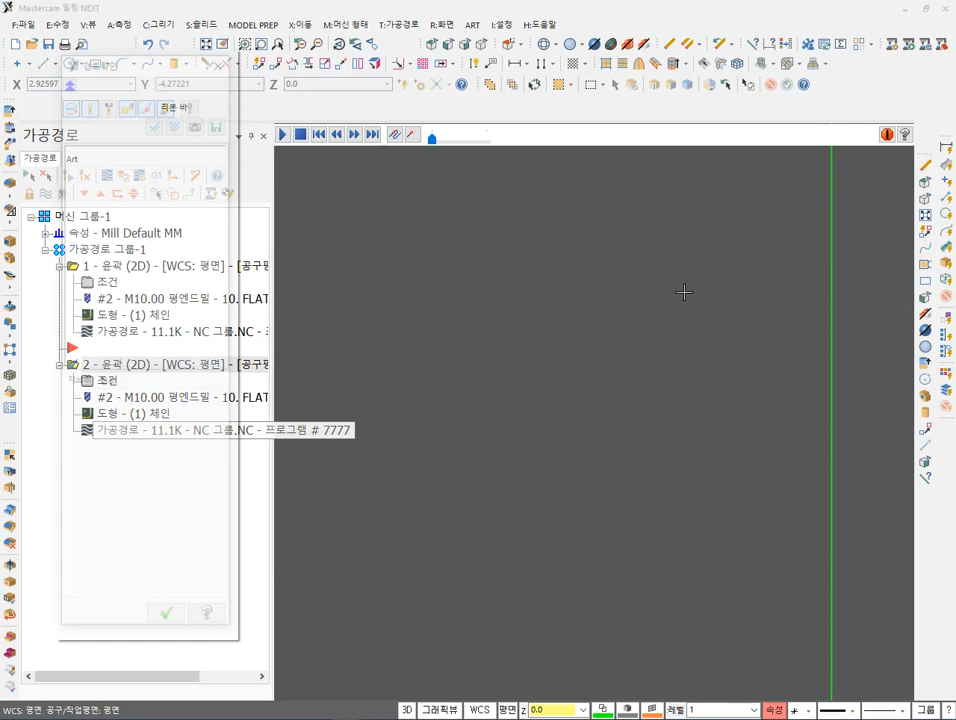 Mastercam 밀링 NEXT
F:파일 E:수정 V:뷰 A:측정 C:그리기 S:솔리드 MODEL PREP X:이동 M:머신 형태 T:가공경로 R:화면 ART I:설정 H:도움말
X 2.92597 Y -4.27221 Z 0.0
리본 바
가공경로
가공경로 Art
머신 그룹-1
속성 - Mill Default MM
가공경로 그룹-1
1 - 윤곽 (2D) - [WCS: 평면] - [공구평
조건
#2 - M10.00 평엔드밀 - 10. FLAT
도형 - (1) 체인
가공경로 - 11.1K - NC 그룹.NC - 프
2 - 윤곽 (2D) - [WCS: 평면] - [공구평
조건
#2 - M10.00 평엔드밀 - 10. FLAT
도형 - (1) 체인
가공경로 - 11.1K - NC 그룹.NC - 프로그램 # 7777
WCS: 평면 공구/작업평면: 평면
3D 그래픽뷰 WCS 평면 Z 0.0 레벨 1 속성 그룹